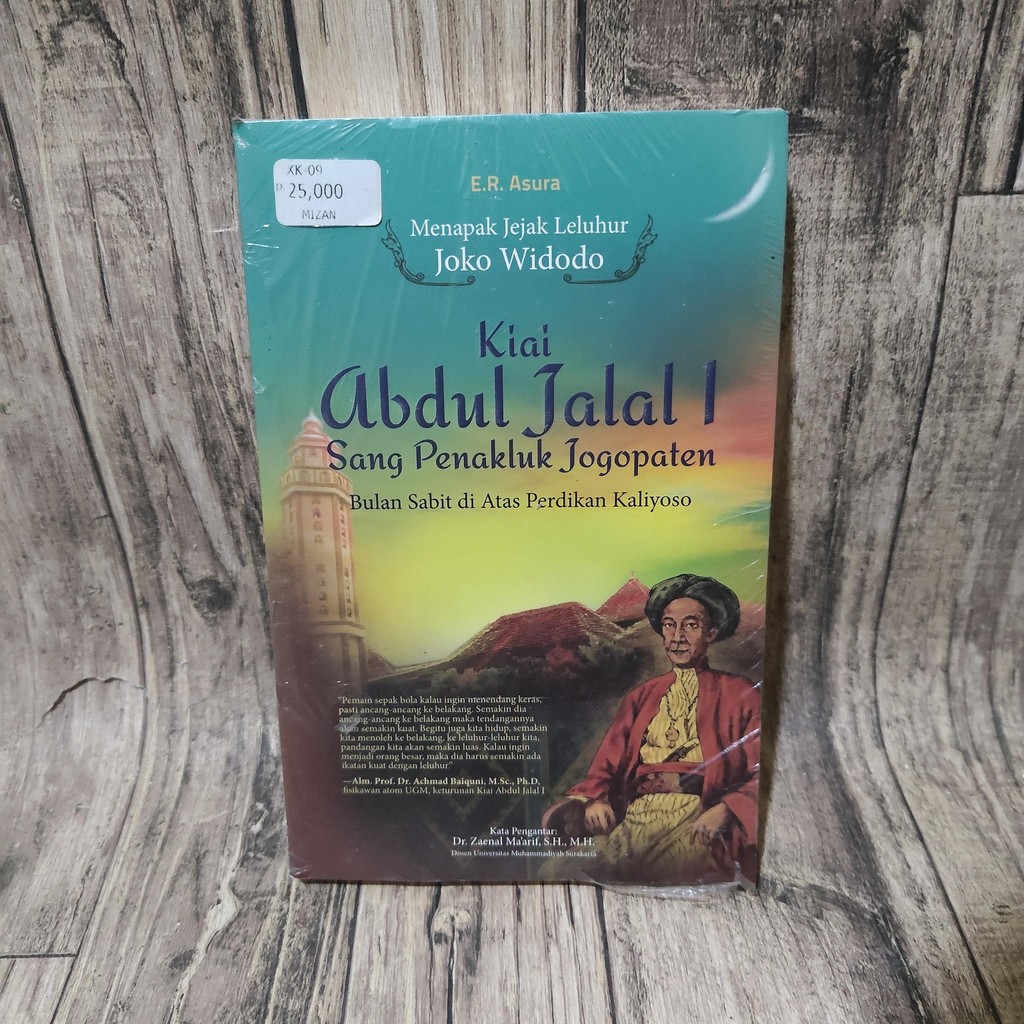 XK-09
Rp. 25,000
MIZAN
E.R. Asura
Menapak Jejak Leluhur
Joko Widodo
Kiai
Abdul Jalal I
Sang Penakluk Jogopaten
Bulan Sabit di Atas Perdikan Kaliyoso
"Pemain sepak bola kalau ingin menendang keras,
pasti ancang-ancang ke belakang. Semakin dia
ancang-ancang ke belakang maka tendangannya
akan semakin kuat. Begitu juga kita hidup, semakin
kita menoleh ke belakang, ke leluhur-leluhur kita,
pandangan kita akan semakin luas. Kalau ingin
menjadi orang besar, maka dia harus semakin ada
ikatan kuat dengan leluhur."
—Alm. Prof. Dr. Achmad Baiquni, M.Sc., Ph.D,
fisikawan atom UGM, keturunan Kiai Abdul Jalal I
Kata Pengantar:
Dr. Zaenal Ma'arif, S.H., M.H.
Dosen Universitas Muhammadiyah Surakarta